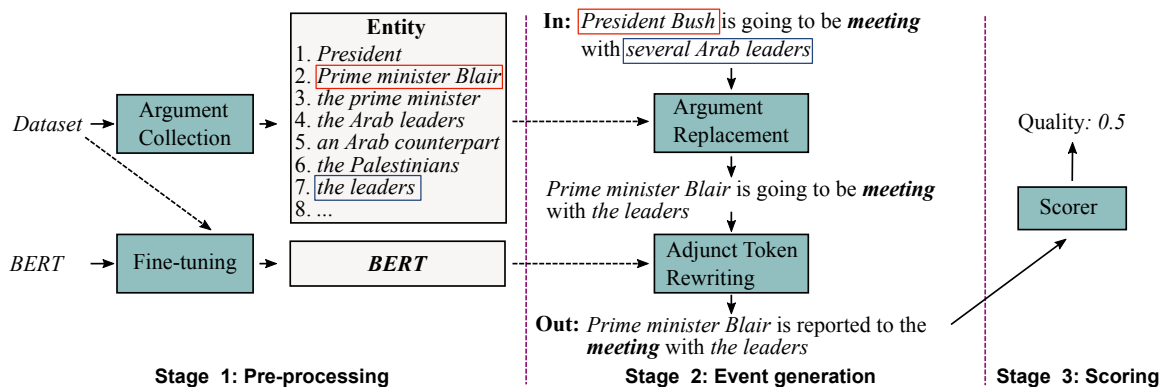 Dataset
Argument
Collection
BERT
Fine-tuning
Entity
1. President
2. Prime minister Blair
3. the prime minister
4. the Arab leaders
5. an Arab counterpart
6. the Palestinians
7. the leaders
8. ...
BERT
Stage 1: Pre-processing
In: President Bush is going to be meeting
with several Arab leaders
Argument
Replacement
Prime minister Blair is going to be meeting
with the leaders
Adjunct Token
Rewriting
Out: Prime minister Blair is reported to the
meeting with the leaders
Stage 2: Event generation
Quality: 0.5
Scorer
Stage 3: Scoring